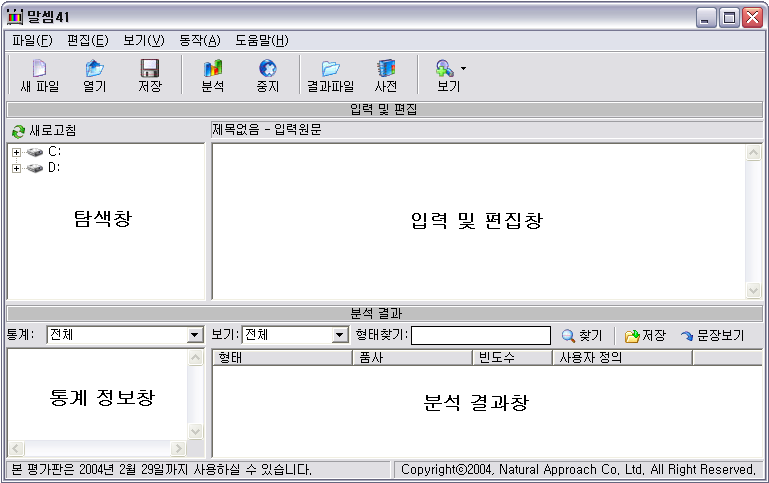 말셈41
파일(F) 편집(E) 보기(V) 동작(A) 도움말(H)
새 파일 열기 저장 분석 중지 결과파일 사전 보기
입력 및 편집
새로고침 제목없음 - 입력원문
C:
D:
탐색창 입력 및 편집창
분석 결과
통계: 전체 보기: 전체 형태찾기: 찾기 저장 문장보기
형태 품사 빈도수 사용자 정의
통계 정보창 분석 결과창
본 평가판은 2004년 2월 29일까지 사용하실 수 있습니다. Copyrightⓒ2004, Natural Approach Co, Ltd, All Right Reserved,